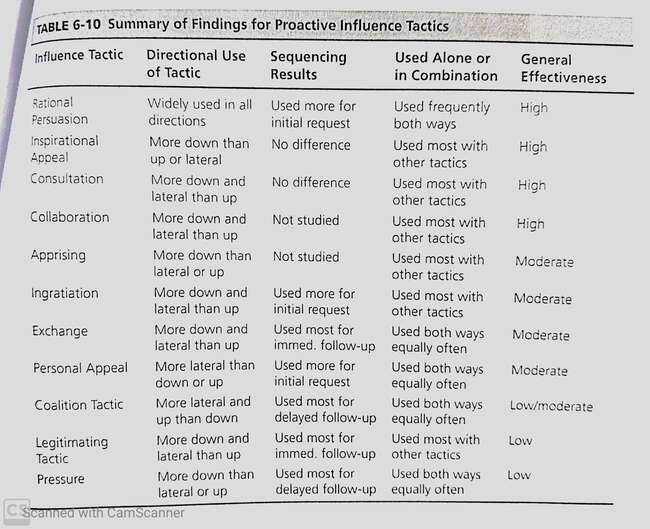 TABLE 6-10 Summary of Findings for Proactive Influence Tactics
Influence Tactic Directional Use Sequencing Used Alone or General
of Tactic Results in Combination Effectiveness
Rational Widely used in all Used more for Used frequently High
Persuasion directions initial request both ways
Inspirational More down than No difference Used most with High
Appeal up or lateral other tactics
Consultation More down and No difference Used most with High
lateral than up other tactics
Collaboration More down and Not studied Used most with High
lateral than up other tactics
Apprising More down than Not studied Used most with Moderate
lateral or up other tactics
Ingratiation More down and Used more for Used most with Moderate
lateral than up initial request other tactics
Exchange More down and Used most for Used both ways Moderate
lateral than up immed. follow-up equally often
Personal Appeal More lateral than Used more for Used both ways Moderate
down or up initial request equally often
Coalition Tactic More lateral and Used most for Used both ways Low/moderate
up than down delayed follow-up equally often
Legitimating More down and Used most for Used most with Low
Tactic lateral than up immed. follow-up other tactics
Pressure More down than Used most for Used both ways Low
lateral or up delayed follow-up equally often
CS Scanned with CamScanner